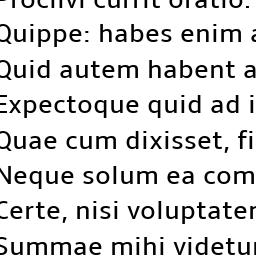 Proclivi currit oratio.
Quippe: habes enim a
Quid autem habent a
Expectoque quid ad i
Quae cum dixisset, fi
Neque solum ea com
Certe, nisi voluptater
Summae mihi videtur